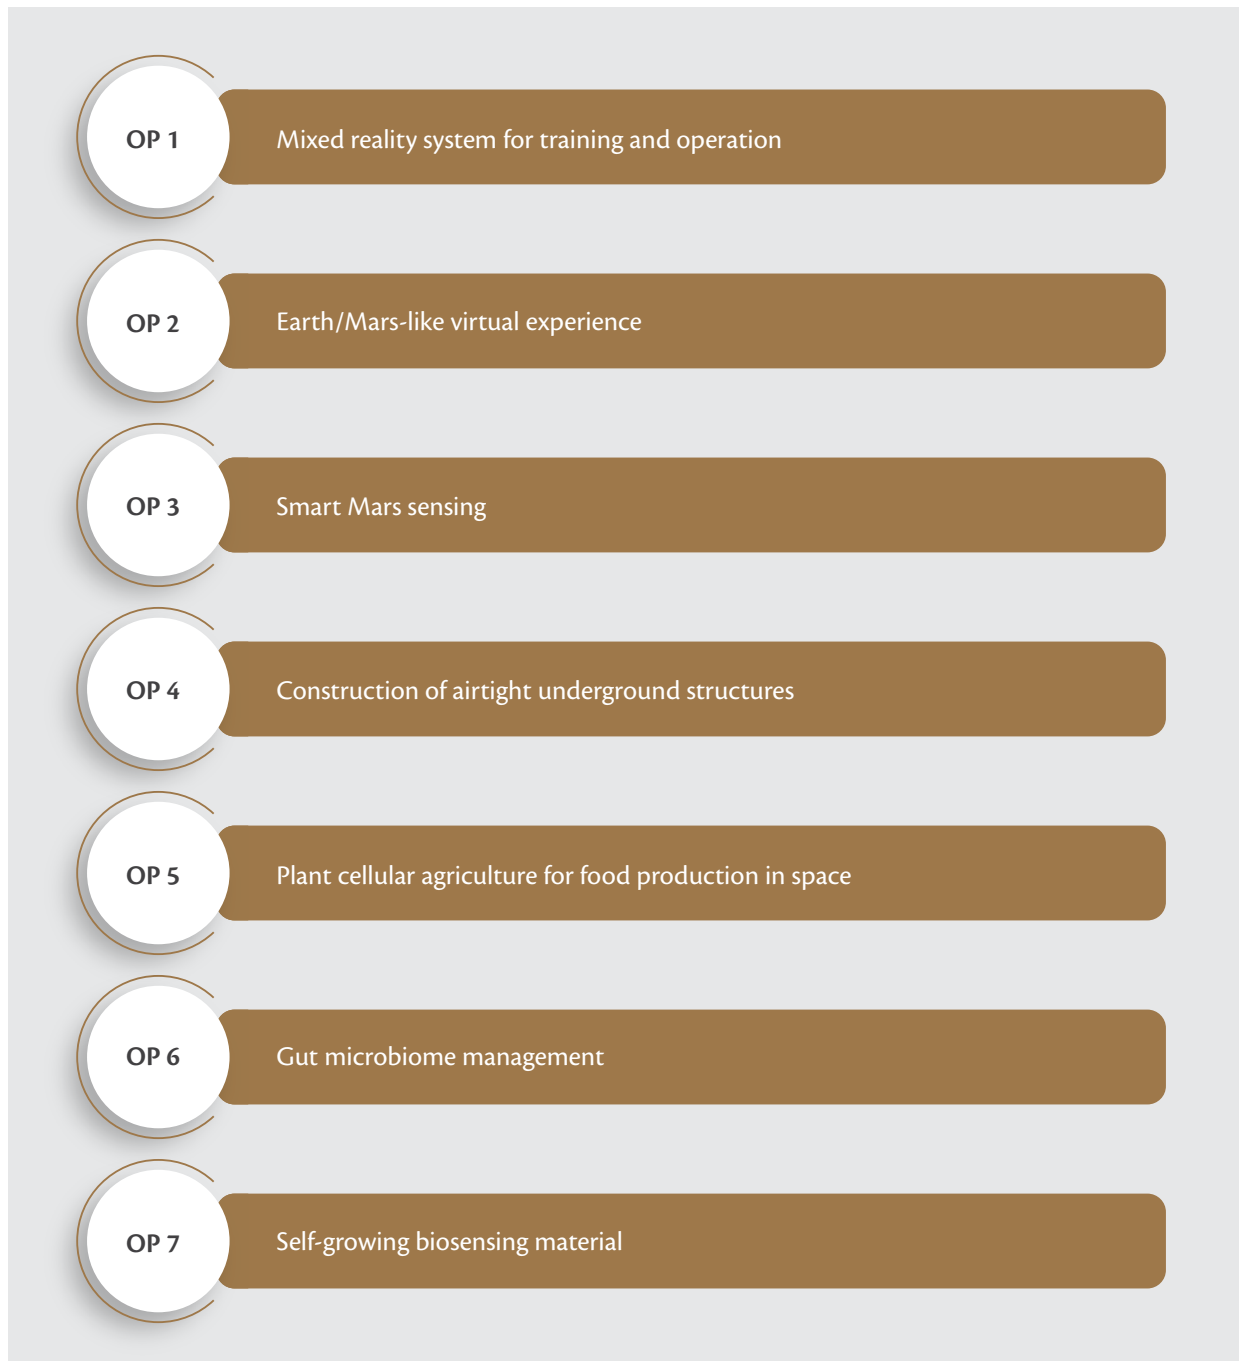 OP 1
Mixed reality system for training and operation
OP 2
Earth/Mars-like virtual experience
OP 3
Smart Mars sensing
OP 4
Construction of airtight underground structures
OP 5
Plant cellular agriculture for food production in space
OP 6
Gut microbiome management
OP 7
Self-growing biosensing material